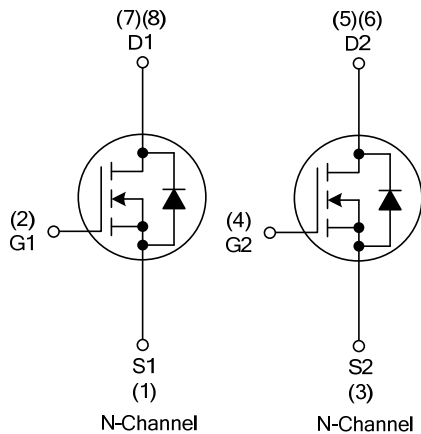 (7)(8)
D1
(5)(6)
D2
(2)
G1
(4)
G2
S1
(1)
S2
(3)
N-Channel
N-Channel